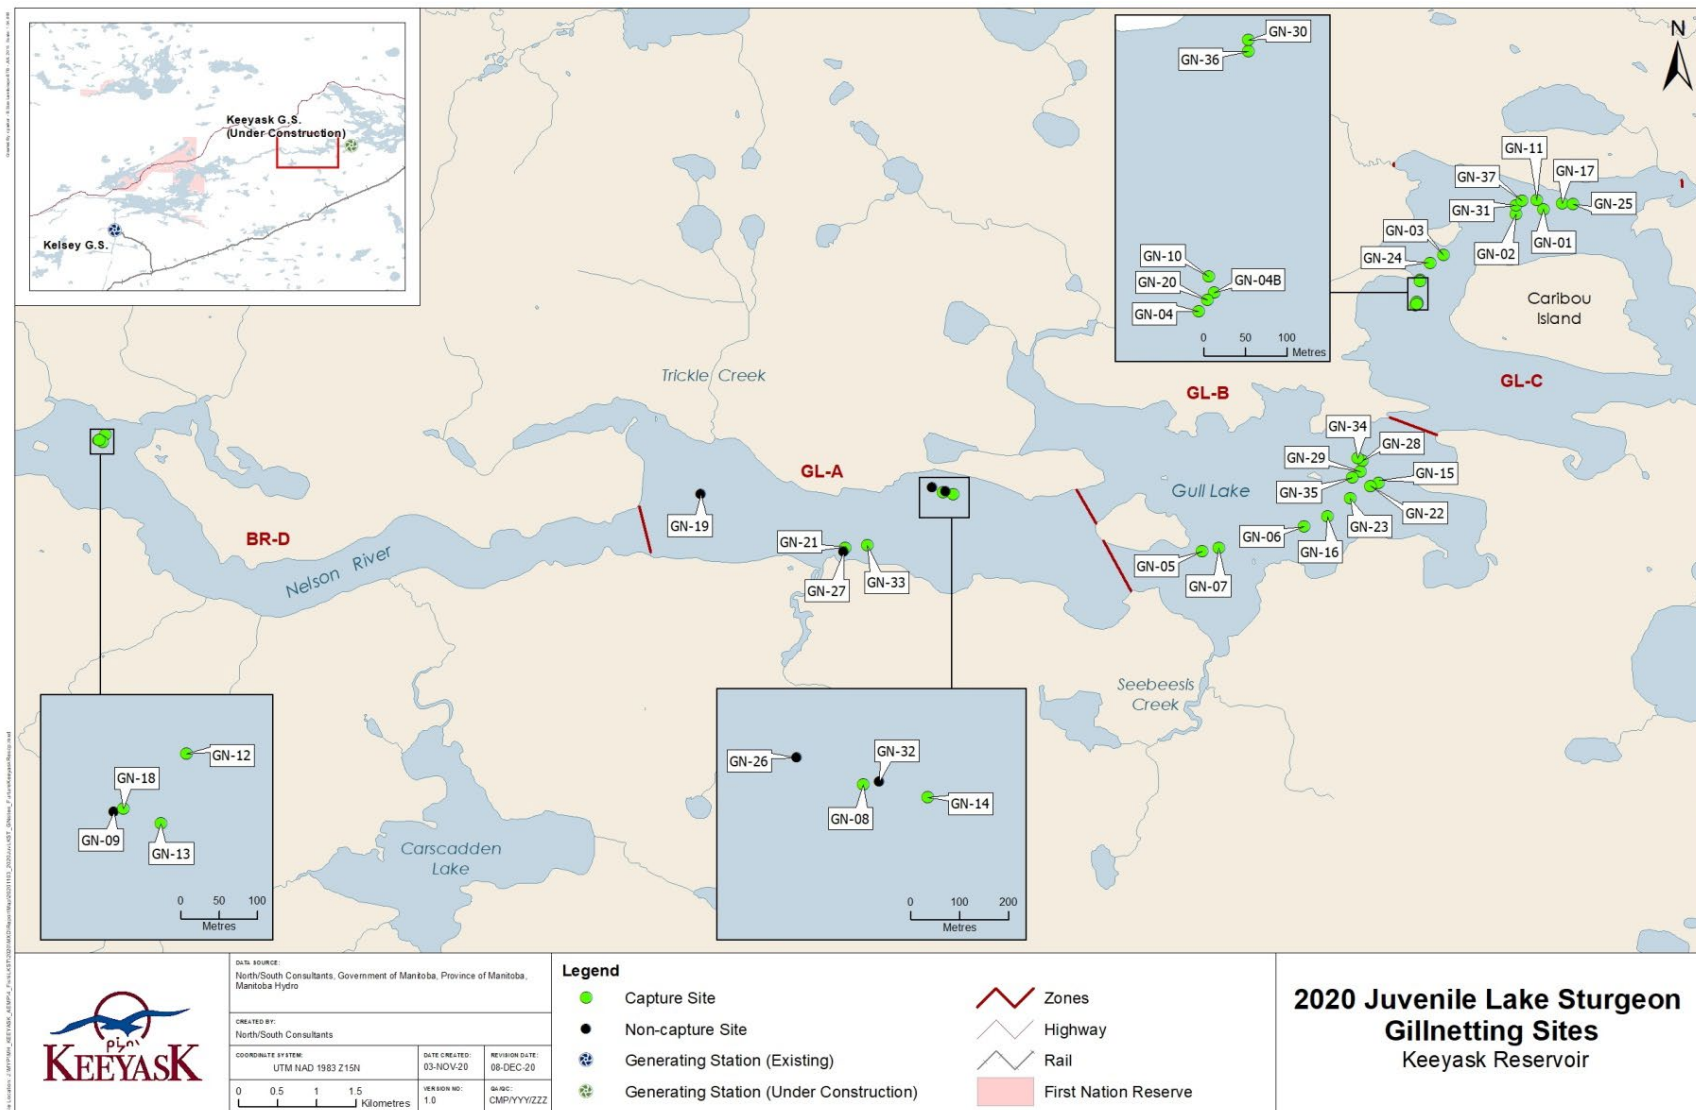 Keeyask G.S.
(Under Construction)
Kelsey G.S.
N
GN-30
GN-36
GN-10
GN-20
GN-04B
GN-04
0 50 100
Metres
GN-11
GN-37
GN-17
GN-31
GN-25
GN-03
GN-02
GN-01
GN-24
Caribou
Island
Trickle Creek
GL-B
GL-C
GL-A
GN-34
GN-28
GN-29
GN-15
GN-35
Gull Lake
GN-22
GN-23
GN-06
GN-16
GN-05
GN-07
GN-19
GN-21
GN-27
GN-33
BR-D
Nelson River
Seebeesis
Creek
GN-12
GN-18
GN-09
GN-13
0 50 100
Metres
Carscadden
Lake
GN-26
GN-32
GN-08
GN-14
0 100 200
Metres
KEEYASK
DATA SOURCE:
North/South Consultants, Government of Manitoba, Province of Manitoba,
Manitoba Hydro
CREATED BY:
North/South Consultants
COORDINATE SYSTEM:
UTM NAD 1983 Z15N
DATE CREATED:
03-NOV-20
REVISION DATE:
08-DEC-20
0 0.5 1 1.5
Kilometres
VERSION NO:
1.0
QA/QC:
CMP/YYY/ZZZ
Legend
Capture Site
Non-capture Site
Generating Station (Existing)
Generating Station (Under Construction)
Zones
Highway
Rail
First Nation Reserve
2020 Juvenile Lake Sturgeon
Gillnetting Sites
Keeyask Reservoir